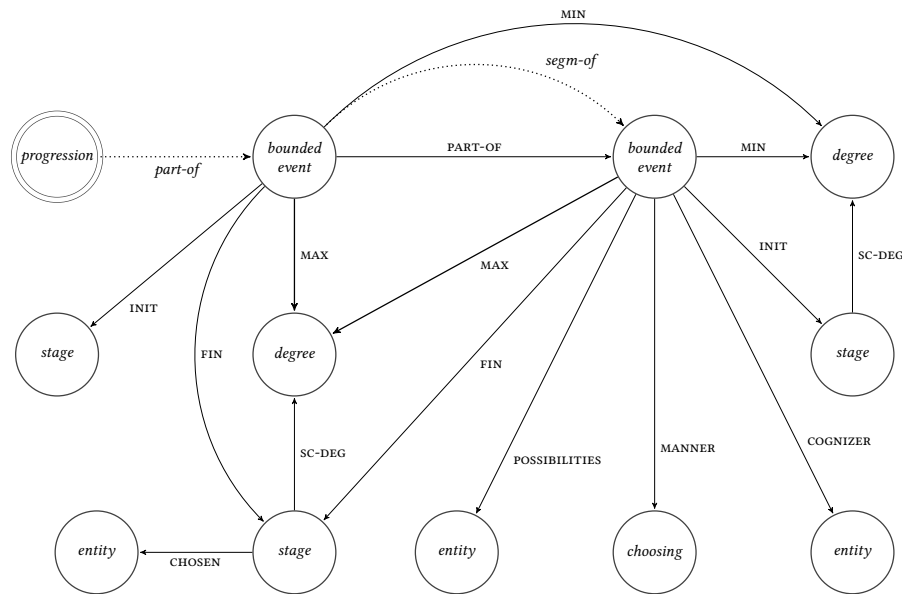 MIN
segm-of
progression
part-of
bounded
event
PART-OF
bounded
event
MIN
degree
MAX
MAX
INIT
SC-DEG
INIT
stage
FIN
degree
FIN
stage
SC-DEG
POSSIBILITIES
MANNER
COGNIZER
entity
CHOSEN
stage
entity
choosing
entity